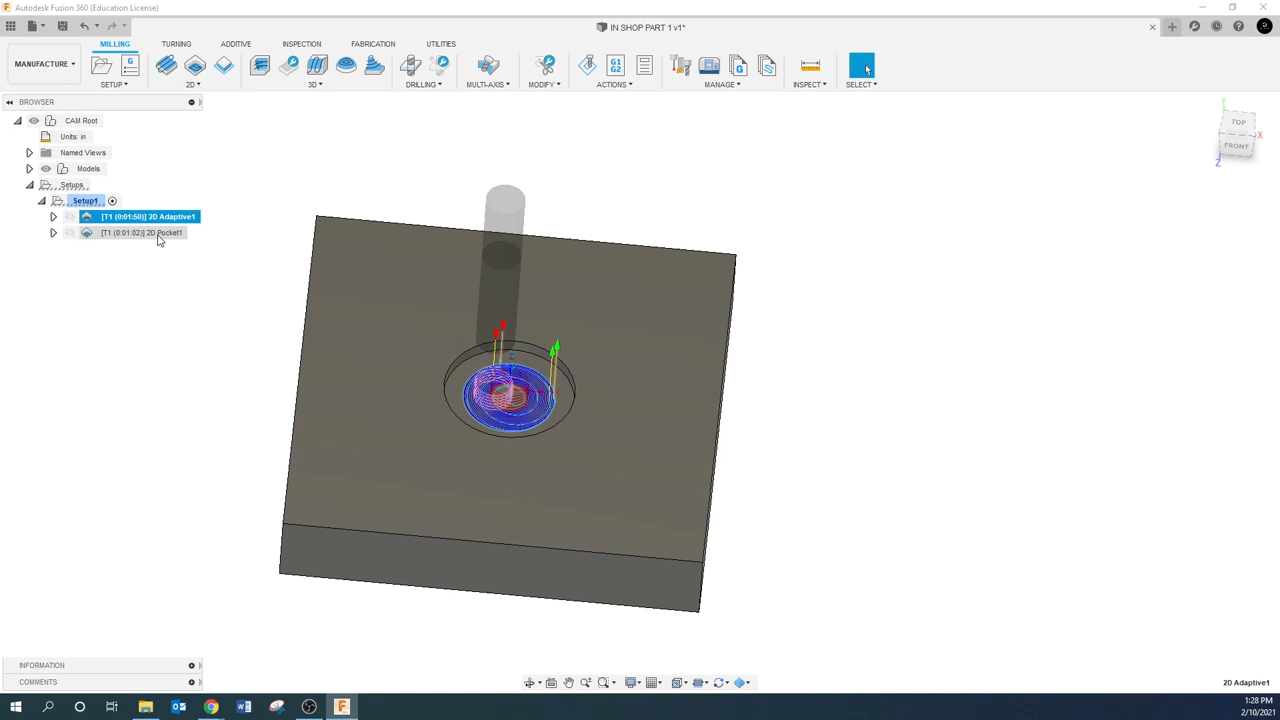 Autodesk Fusion 360 (Education License)
IN SHOP PART 1 v1*
MILLING TURNING ADDITIVE INSPECTION FABRICATION UTILITIES
MANUFACTURE
SETUP 2D 3D DRILLING MULTI-AXIS MODIFY ACTIONS MANAGE INSPECT SELECT
G
G1
G2
G
BROWSER
CAM Root
Units: in
Named Views
Models
Setups
Setup1
[T1 (0:01:50)] 2D Adaptive1
[T1 (0:01:02)] 2D Pocket1
Y
TOP
X
FRONT
Z
INFORMATION
COMMENTS
2D Adaptive1
1:28 PM
2/10/2021